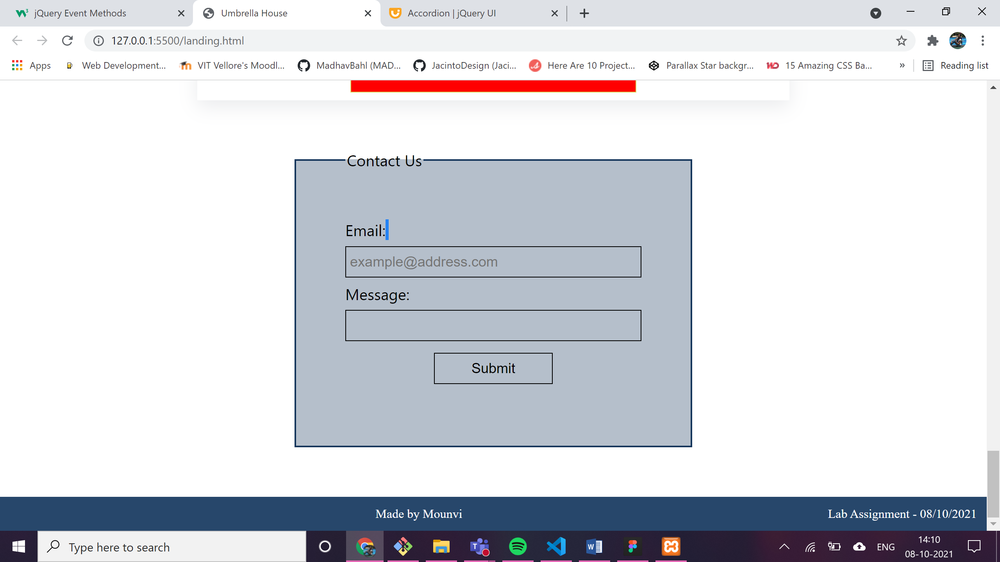 jQuery Event Methods
Umbrella House
Accordion | jQuery UI
127.0.0.1:5500/landing.html
Apps
Web Development...
VIT Vellore's Moodl...
MadhavBahl (MAD...
JacintoDesign (Jaci...
Here Are 10 Project...
Parallax Star backgr...
15 Amazing CSS Ba...
»
Reading list
Contact Us
Email:
example@address.com
Message:
Submit
Made by Mounvi
Lab Assignment - 08/10/2021
Type here to search
ENG
14:10
08-10-2021